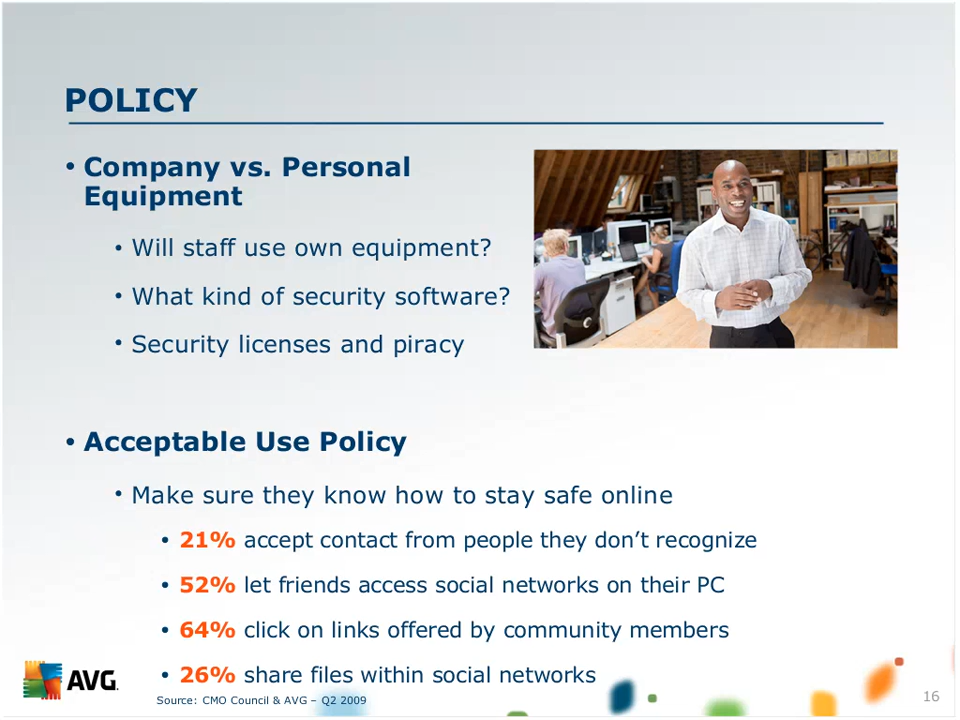 POLICY
• Company vs. Personal
Equipment
• Will staff use own equipment?
• What kind of security software?
• Security licenses and piracy
• Acceptable Use Policy
• Make sure they know how to stay safe online
• 21% accept contact from people they don’t recognize
• 52% let friends access social networks on their PC
• 64% click on links offered by community members
• 26% share files within social networks
AVG.
Source: CMO Council & AVG – Q2 2009
16